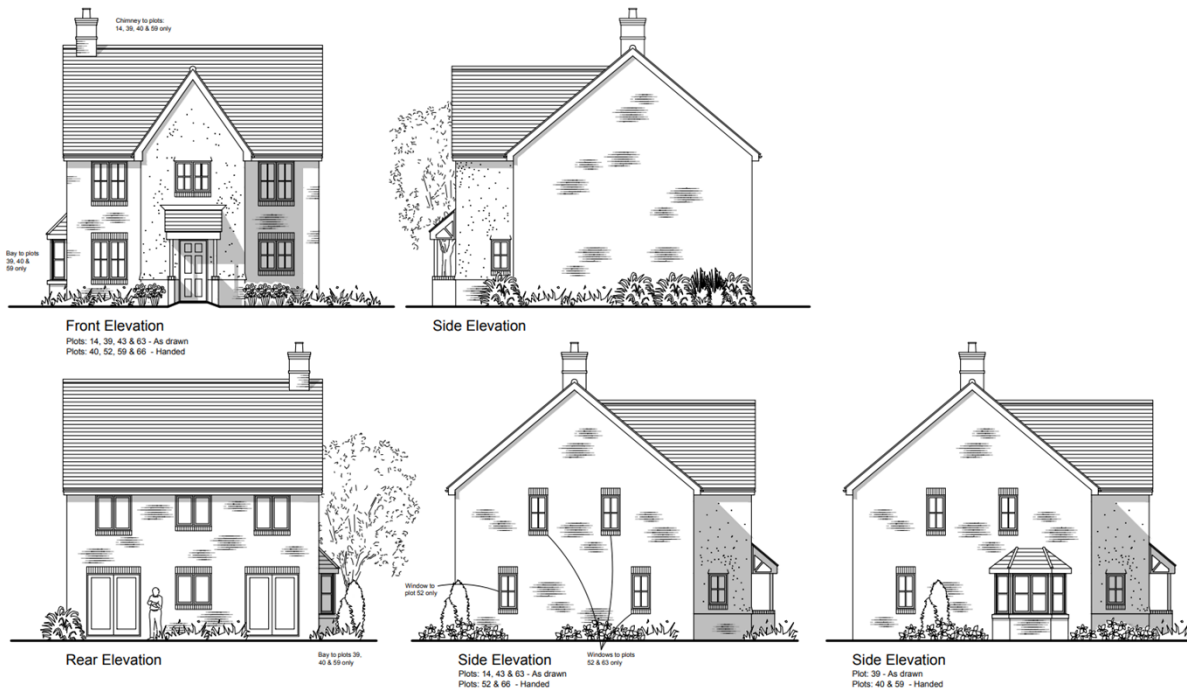 Chimney to plots:
14, 39, 40 & 59 only
Bay to plots
39, 40 &
59 only
Front Elevation
Plots: 14, 39, 43 & 63 - As drawn
Plots: 40, 52, 59 & 66 - Handed
Side Elevation
Rear Elevation
Bay to plots 39,
40 & 59 only
Window to
plot 52 only
Side Elevation
Plots: 14, 43 & 63 - As drawn
Plots: 52 & 66 - Handed
Windows to plots
52 & 63 only
Side Elevation
Plot: 39 - As drawn
Plots: 40 & 59 - Handed